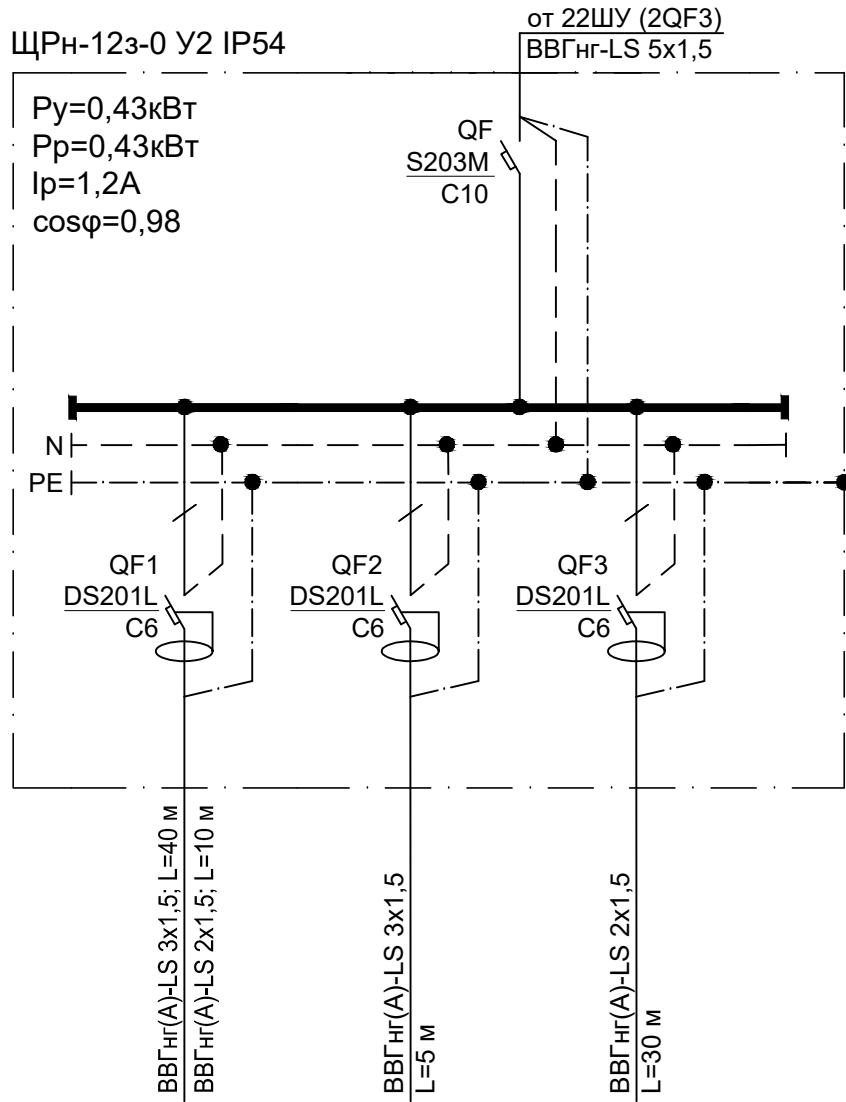 ЩРн-12з-0 У2 IP54
от 22ШУ (2QF3)
ВВГнг-LS 5х1,5
Ру=0,43кВт
Рр=0,43кВт
Iр=1,2А
cosφ=0,98
QF
S203M
C10
N
PE
QF1
DS201L
C6
QF2
DS201L
C6
QF3
DS201L
C6
ВВГнг(А)-LS 3х1,5; L=40 м
ВВГнг(А)-LS 2х1,5; L=10 м
ВВГнг(А)-LS 3х1,5
L=5 м
ВВГнг(А)-LS 2х1,5
L=30 м